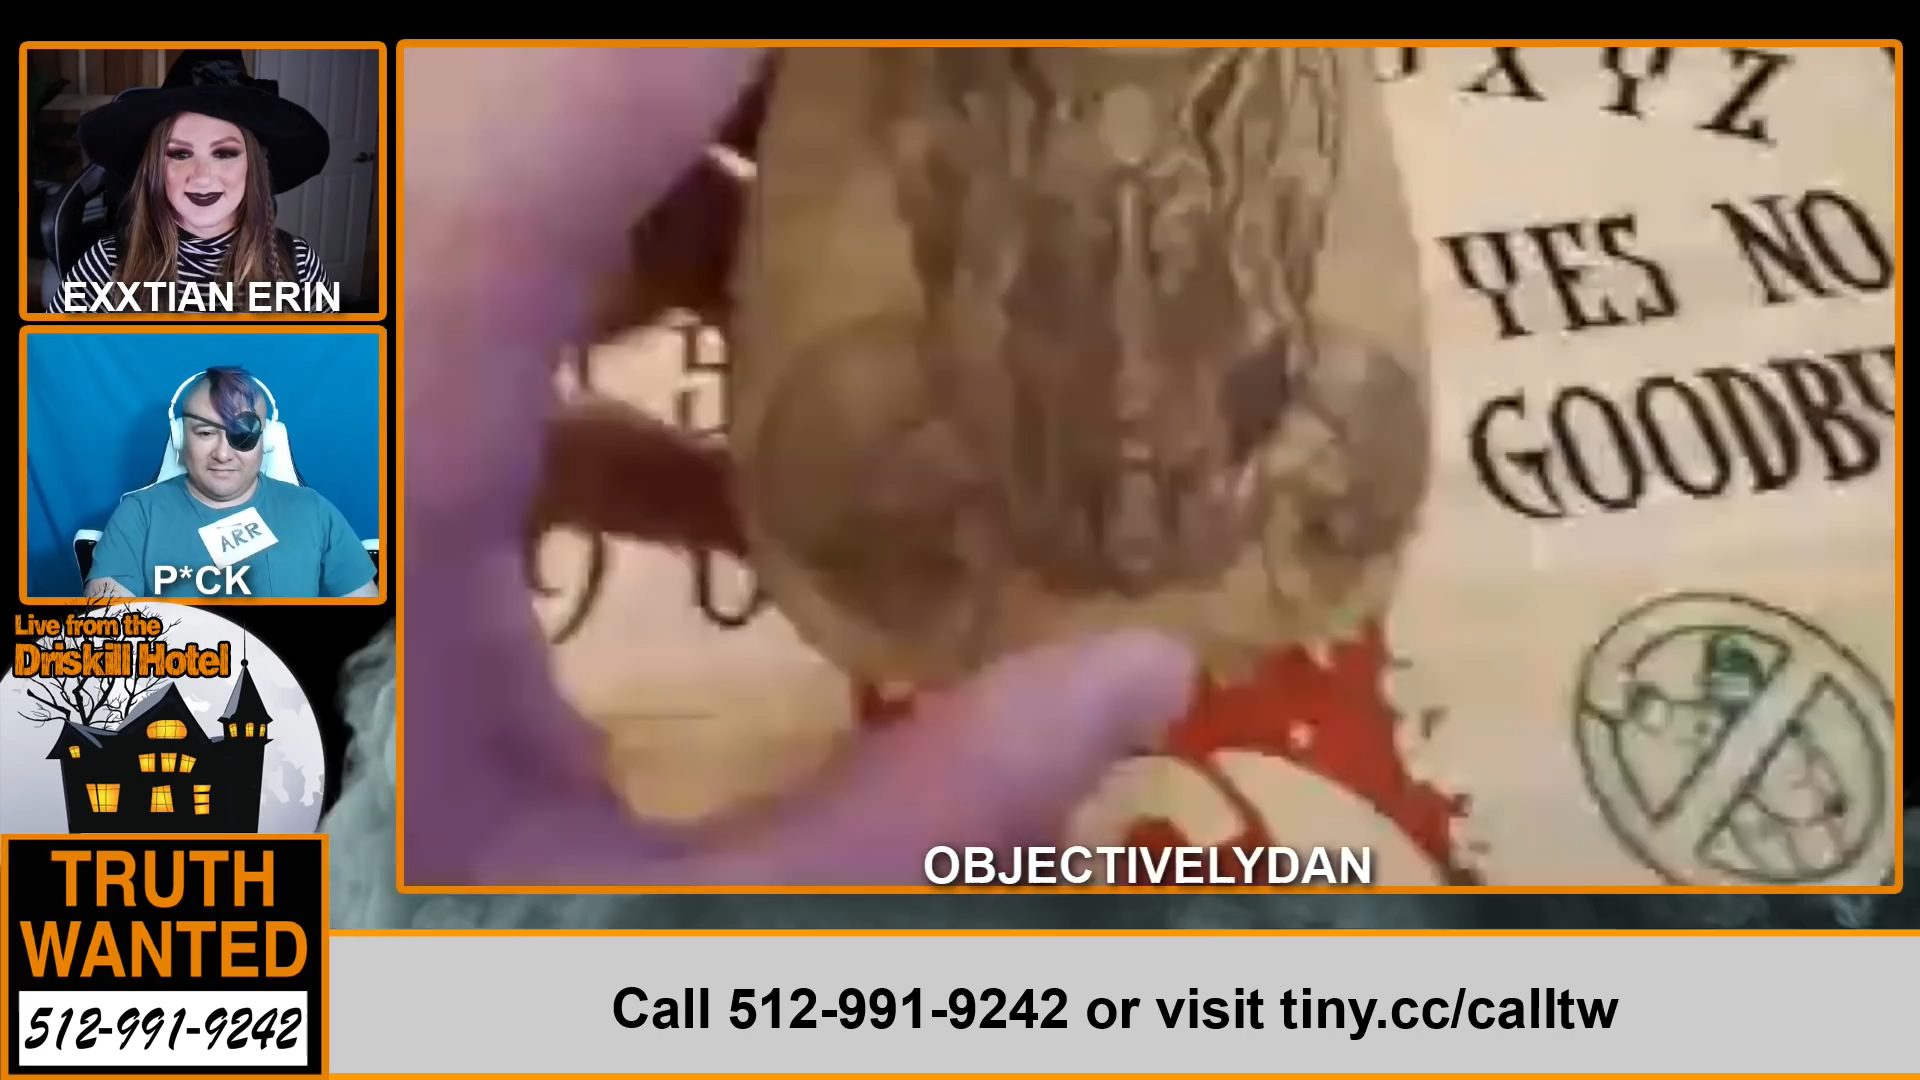 EXXTIAN ERIN
ARR
P*CK
Live from the
Driskill Hotel
TRUTH
WANTED
512-991-9242
X Y Z
YES NO
GOODBY
OBJECTIVELYDAN
Call 512-991-9242 or visit tiny.cc/calltw